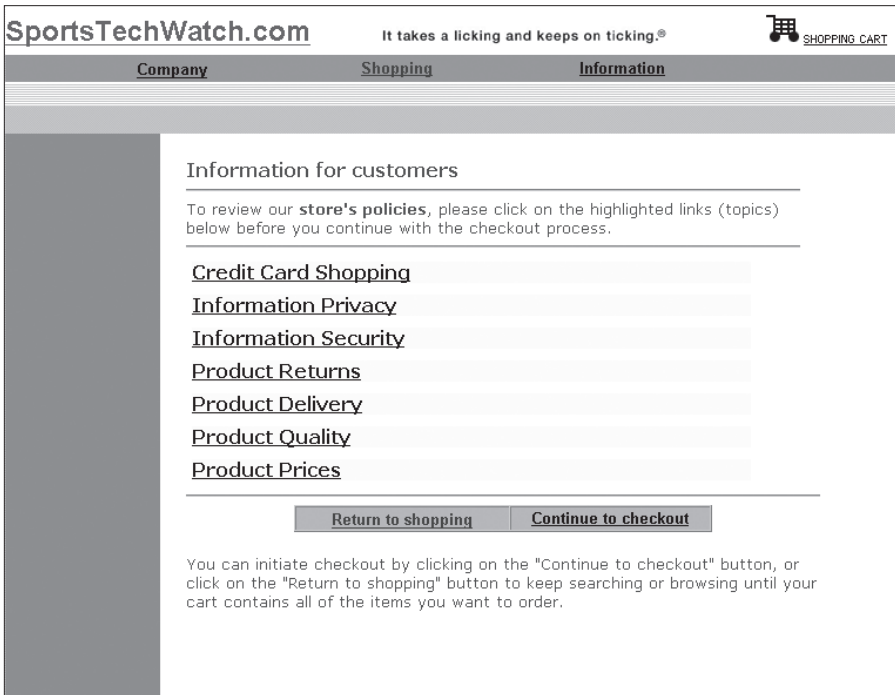 SportsTechWatch.com
It takes a licking and keeps on ticking.®
SHOPPING CART
Company Shopping Information
Information for customers
To review our store's policies, please click on the highlighted links (topics)
below before you continue with the checkout process.
Credit Card Shopping
Information Privacy
Information Security
Product Returns
Product Delivery
Product Quality
Product Prices
Return to shopping Continue to checkout
You can initiate checkout by clicking on the "Continue to checkout" button, or
click on the "Return to shopping" button to keep searching or browsing until your
cart contains all of the items you want to order.